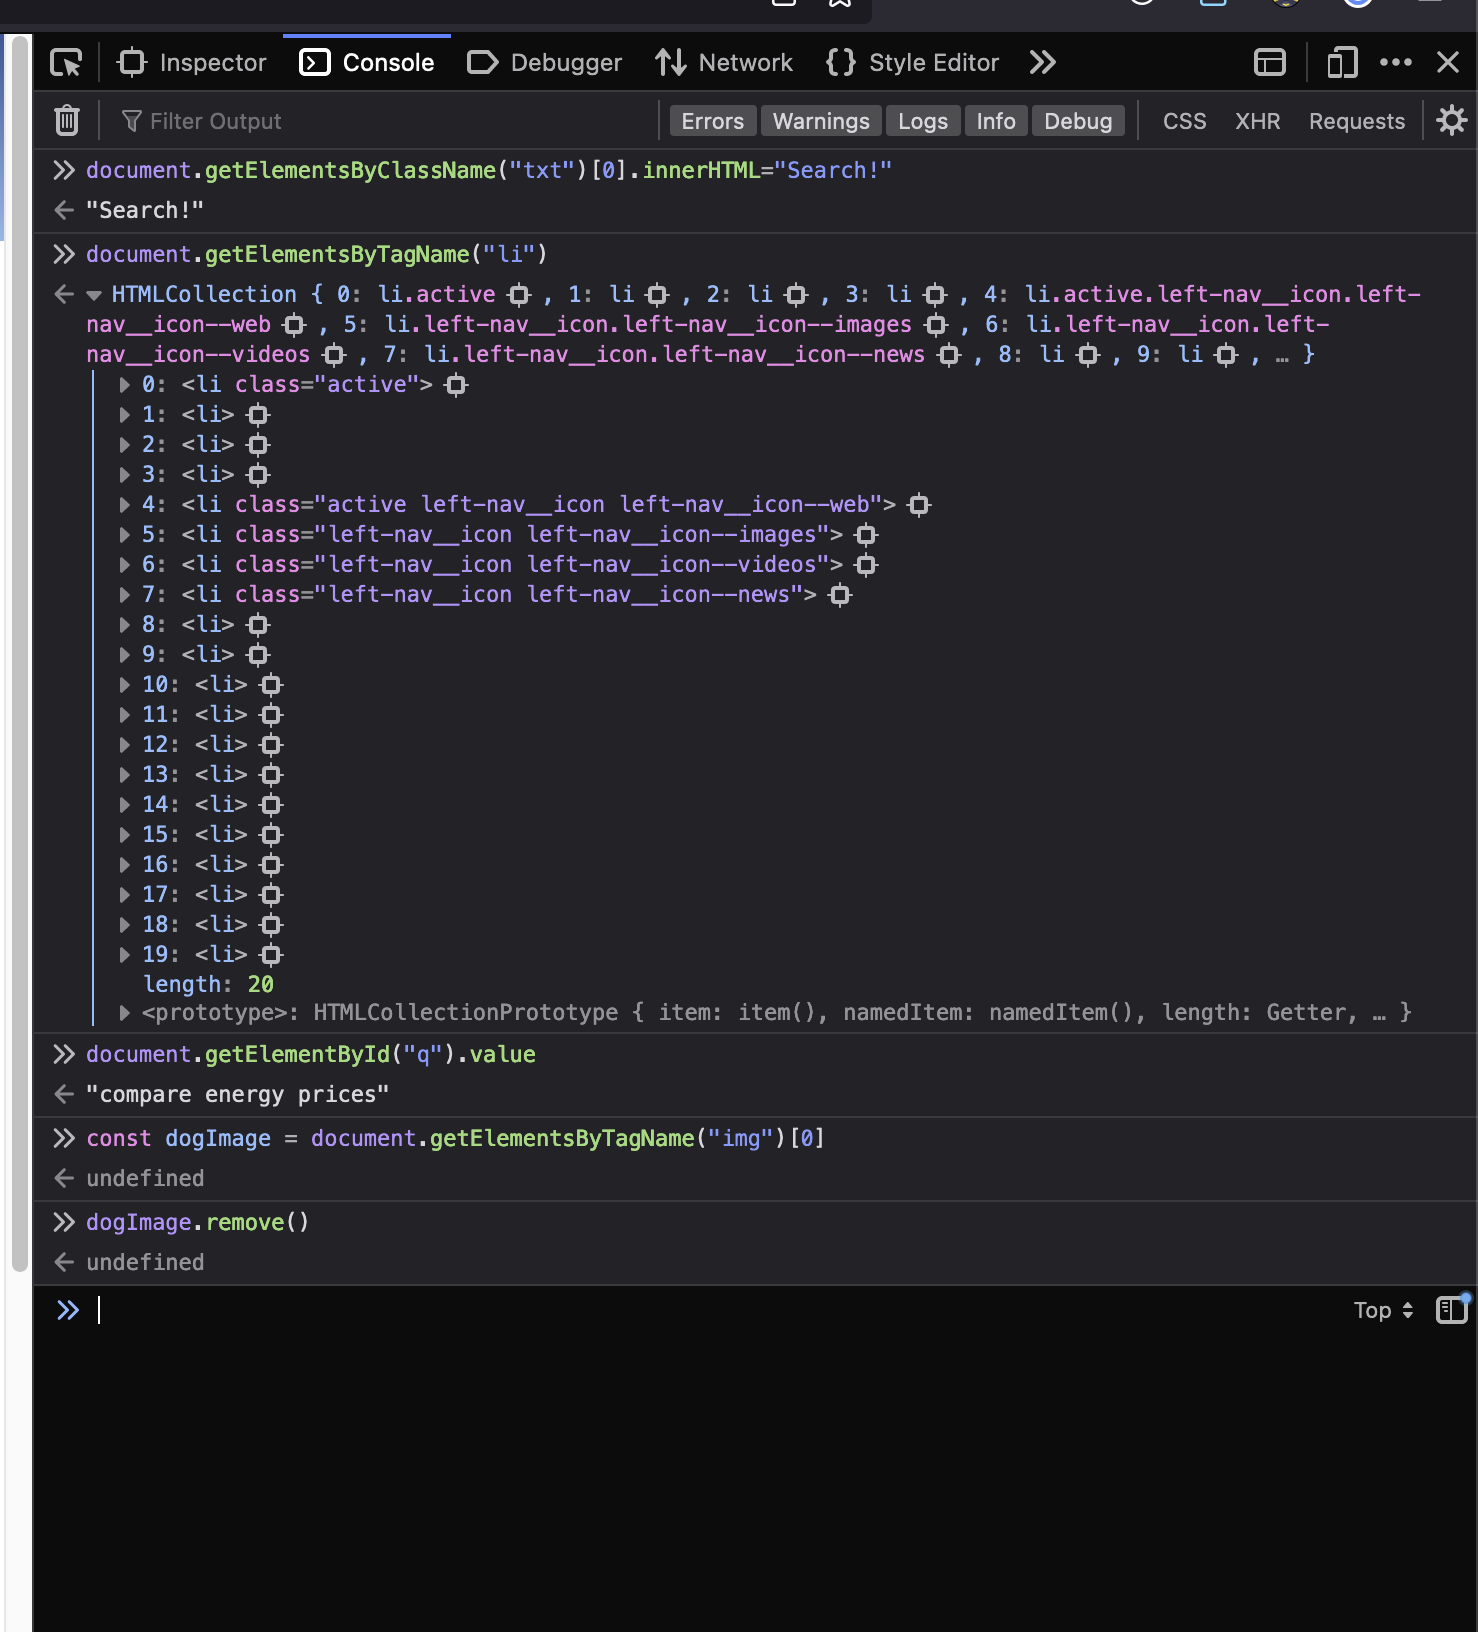 Inspector Console Debugger Network Style Editor
Filter Output Errors Warnings Logs Info Debug CSS XHR Requests
document.getElementsByClassName("txt")[0].innerHTML="Search!"
"Search!"
document.getElementsByTagName("li")
HTMLCollection { 0: li.active , 1: li , 2: li , 3: li , 4: li.active.left-nav__icon.left-
nav__icon--web , 5: li.left-nav__icon.left-nav__icon--images , 6: li.left-nav__icon.left-
nav__icon--videos , 7: li.left-nav__icon.left-nav__icon--news , 8: li , 9: li , … }
0: <li class="active">
1: <li>
2: <li>
3: <li>
4: <li class="active left-nav__icon left-nav__icon--web">
5: <li class="left-nav__icon left-nav__icon--images">
6: <li class="left-nav__icon left-nav__icon--videos">
7: <li class="left-nav__icon left-nav__icon--news">
8: <li>
9: <li>
10: <li>
11: <li>
12: <li>
13: <li>
14: <li>
15: <li>
16: <li>
17: <li>
18: <li>
19: <li>
length: 20
<prototype>: HTMLCollectionPrototype { item: item(), namedItem: namedItem(), length: Getter, … }
document.getElementById("q").value
"compare energy prices"
const dogImage = document.getElementsByTagName("img")[0]
undefined
dogImage.remove()
undefined
Top